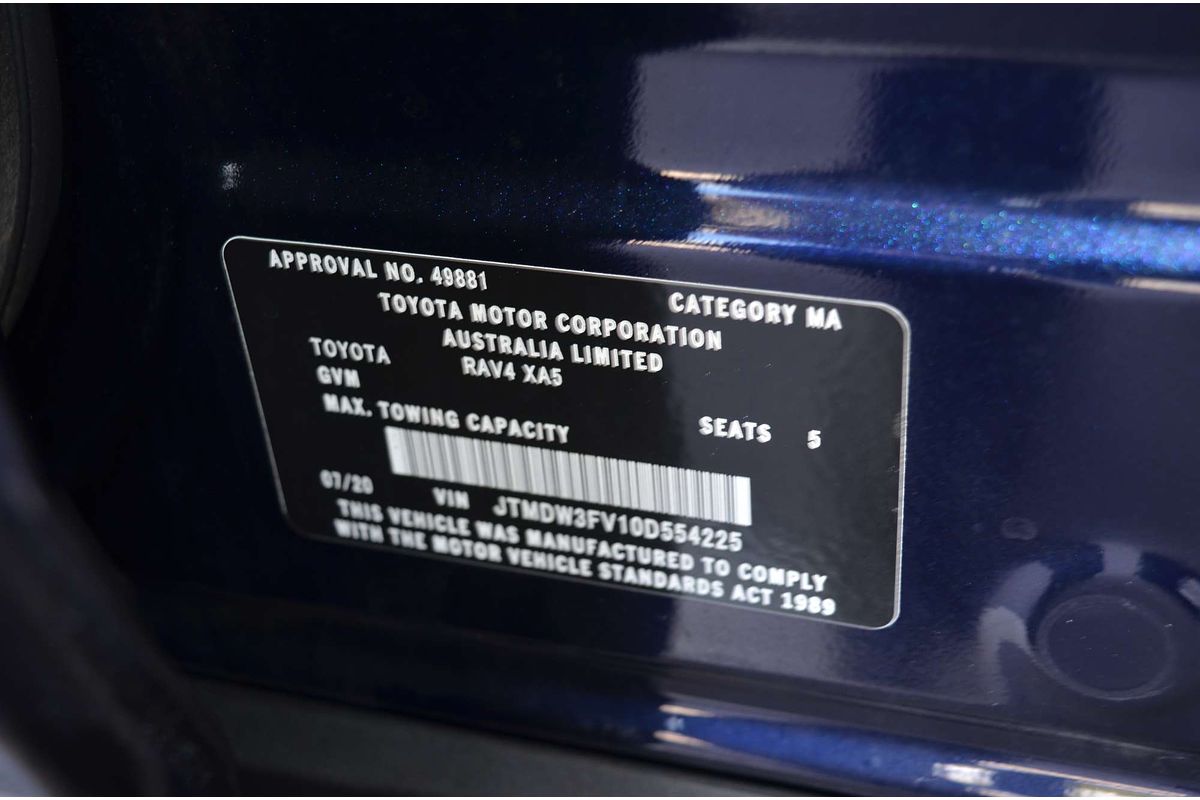 APPROVAL NO. 49881
CATEGORY MA
TOYOTA MOTOR CORPORATION
AUSTRALIA LIMITED
TOYOTA RAV4 XA5
GVM
MAX. TOWING CAPACITY
SEATS 5
07/20 VIN JTMDW3FV10D554225
THIS VEHICLE WAS MANUFACTURED TO COMPLY
WITH THE MOTOR VEHICLE STANDARDS ACT 1989